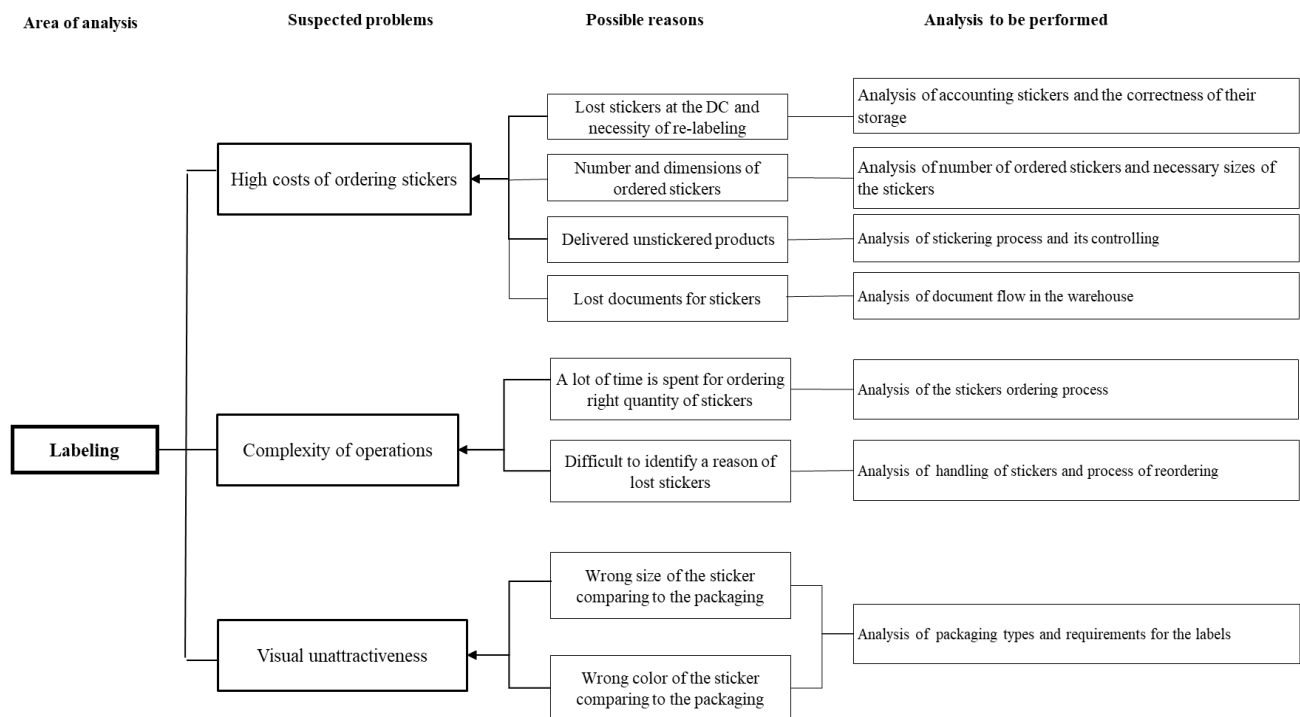 Area of analysis
Suspected problems
Possible reasons
Analysis to be performed
Lost stickers at the DC and
necessity of re-labeling
Analysis of accounting stickers and the correctness of their
storage
High costs of ordering stickers
Number and dimensions of
ordered stickers
Analysis of number of ordered stickers and necessary sizes of
the stickers
Delivered unstickered products
Analysis of stickering process and its controlling
Lost documents for stickers
Analysis of document flow in the warehouse
Labeling
Complexity of operations
A lot of time is spent for ordering
right quantity of stickers
Analysis of the stickers ordering process
Difficult to identify a reason of
lost stickers
Analysis of handling of stickers and process of reordering
Visual unattractiveness
Wrong size of the sticker
comparing to the packaging
Wrong color of the sticker
comparing to the packaging
Analysis of packaging types and requirements for the labels